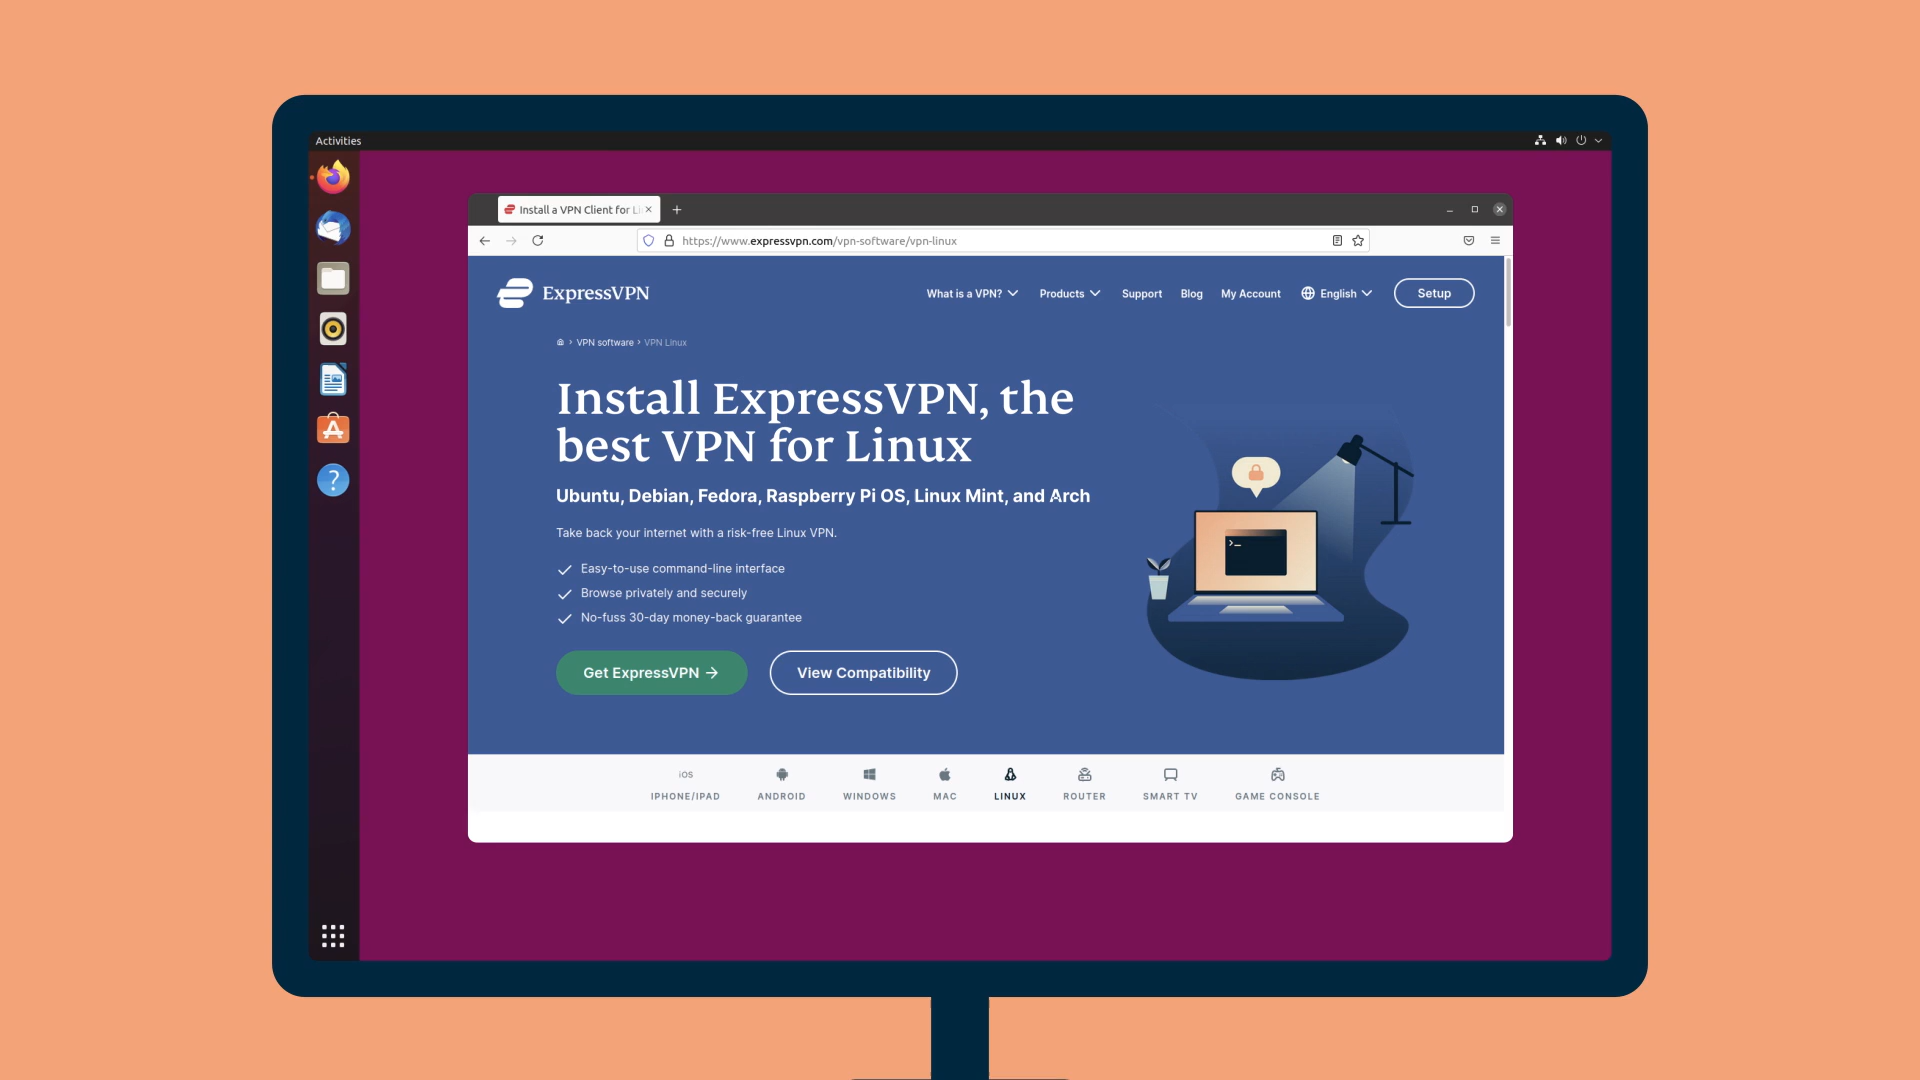 Activities
Install a VPN Client for Li
https://www.expressvpn.com/vpn-software/vpn-linux
ExpressVPN
What is a VPN? Products Support Blog My Account English Setup
VPN software › VPN Linux
Install ExpressVPN, the
best VPN for Linux
Ubuntu, Debian, Fedora, Raspberry Pi OS, Linux Mint, and Arch
Take back your internet with a risk-free Linux VPN.
Easy-to-use command-line interface
Browse privately and securely
No-fuss 30-day money-back guarantee
Get ExpressVPN → View Compatibility
iOS
IPHONE/IPAD ANDROID WINDOWS MAC LINUX ROUTER SMART TV GAME CONSOLE